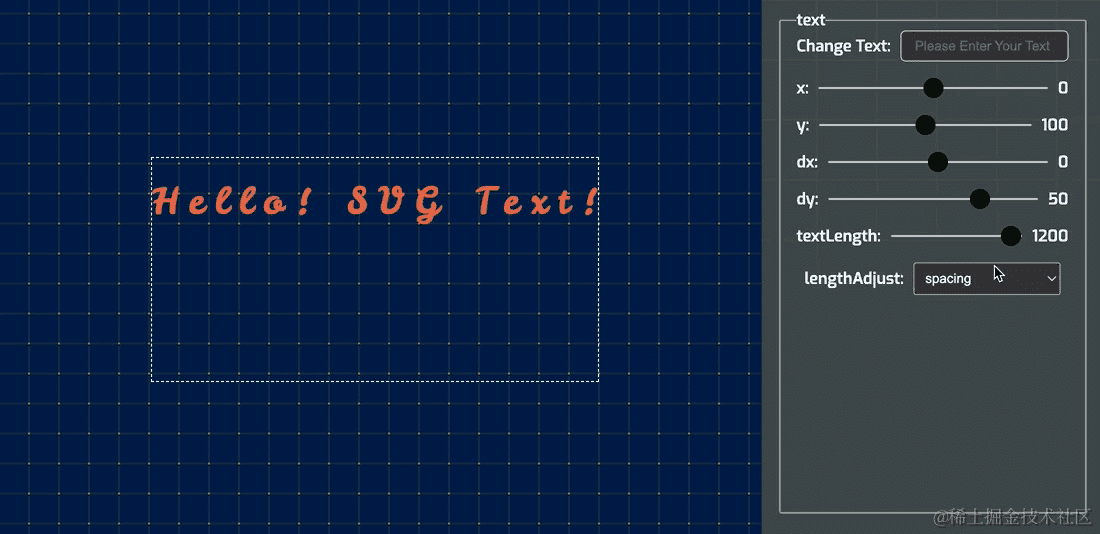 Hello! SVG Text!
text
Change Text: Please Enter Your Text
x: 0
y: 100
dx: 0
dy: 50
textLength: 1200
lengthAdjust: spacing
@稀土掘金技术社区